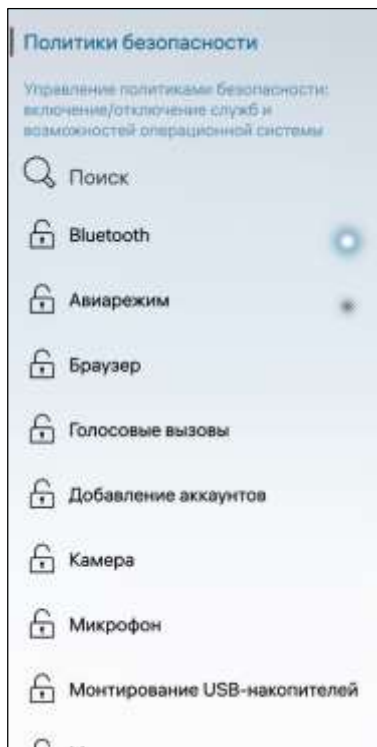 Политики безопасности
Управление политиками безопасности:
включение/отключение служб и
возможностей операционной системы
Поиск
Bluetooth
Авиарежим
Браузер
Голосовые вызовы
Добавление аккаунтов
Камера
Микрофон
Монтирование USB-накопителей